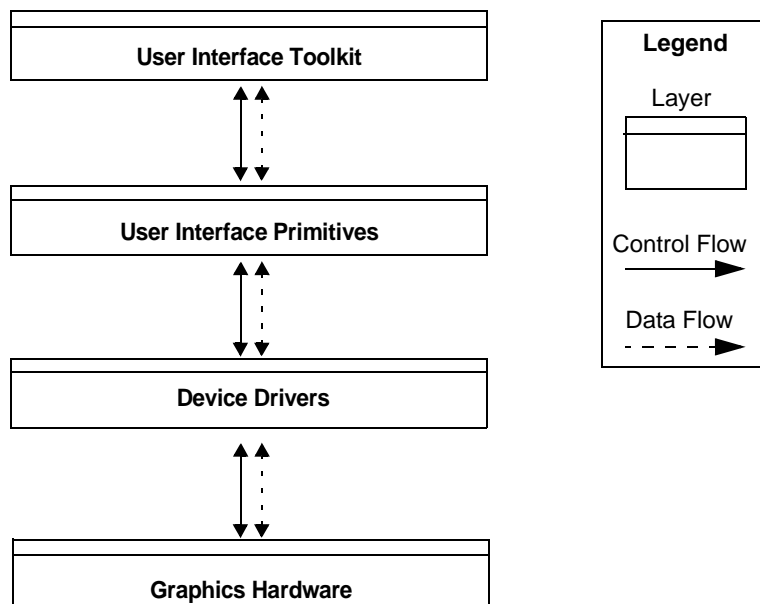 User Interface Toolkit
User Interface Primitives
Device Drivers
Graphics Hardware
Legend
Layer
Control Flow
Data Flow